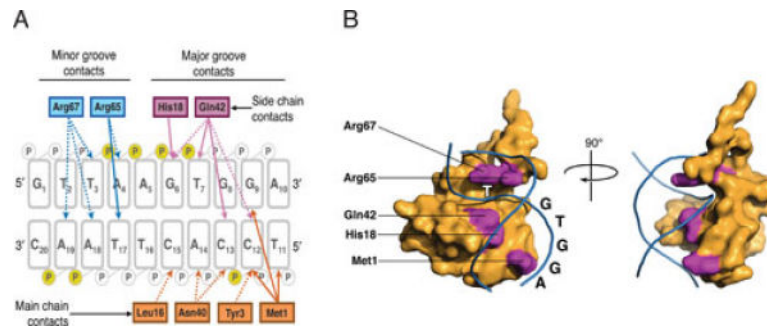 A
B
Minor groove
contacts
Major groove
contacts
Arg67 Arg65 His18 Gln42
Side chain
contacts
P P P P P P P P P
5′ G1 T2 T3 A4 A5 G6 T7 G8 G9 A10 3′
3′ C20 A19 A18 T17 T16 C15 A14 C13 C12 T11 5′
P P P P P P P P P
Main chain
contacts
Leu16 Asn40 Tyr3 Met1
Arg67
Arg65
Gln42
His18
Met1
T
G
T
G
G
A
90°